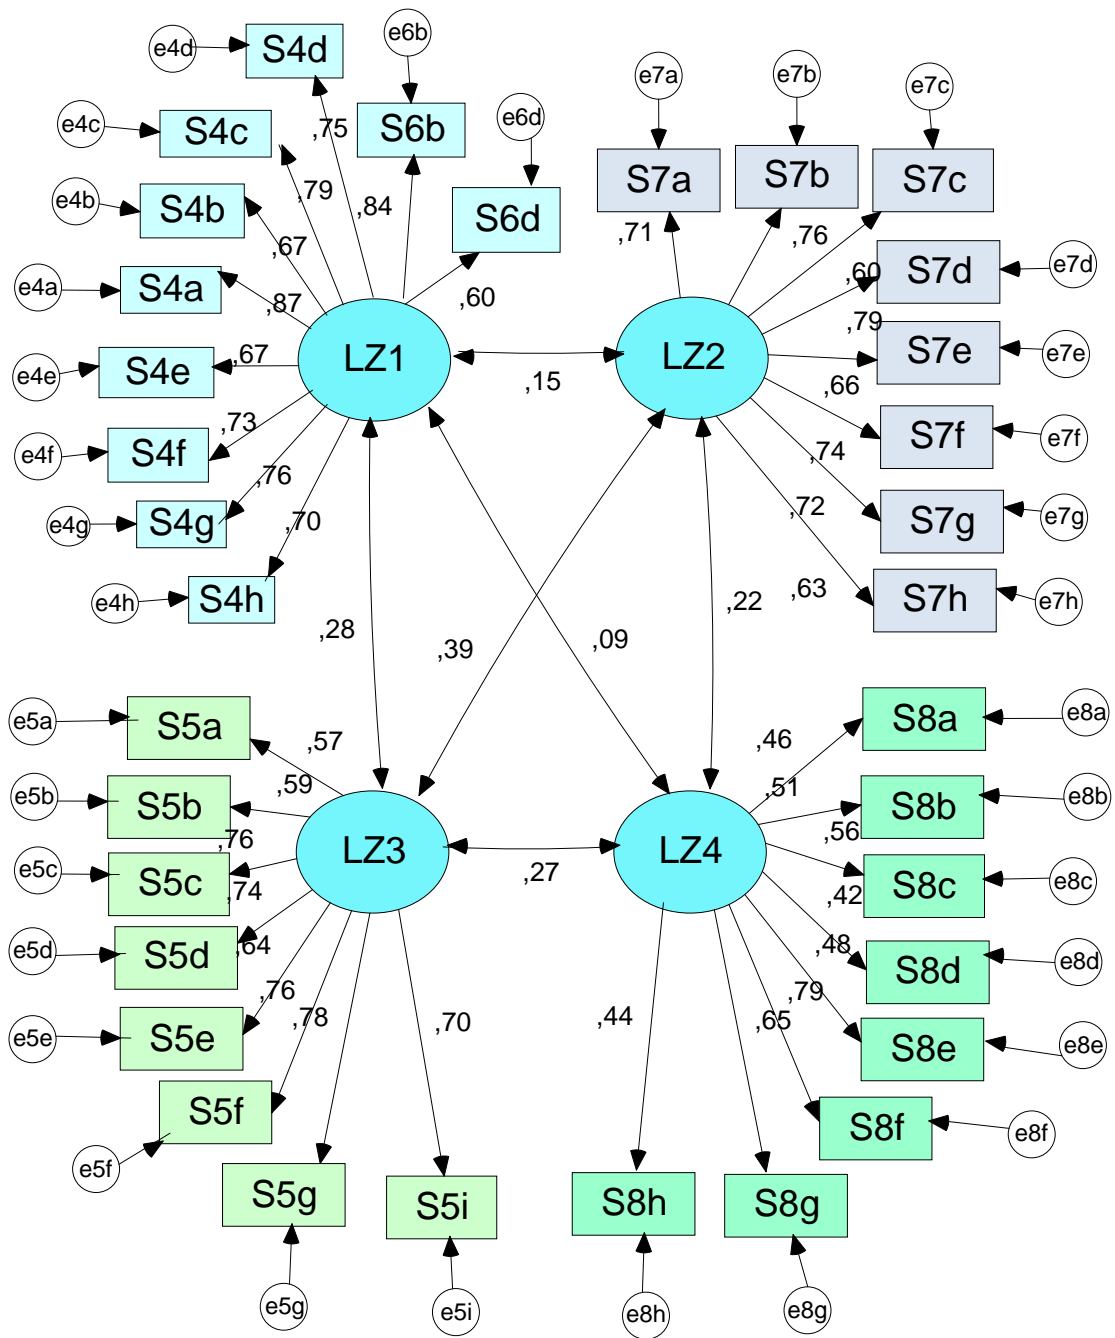 e4d
S4d
e6b
e4c
S4c
,75
S6b
e6d
e4b
S4b
,79
,84
S6d
,67
e4a
S4a
,87
,60
e4e
S4e
,67
LZ1
,15
e4f
S4f
,73
e4g
S4g
,76
,70
e4h
S4h
e7a
e7b
e7c
S7a
S7b
S7c
,71
,76
,60
S7d
e7d
LZ2
,79
S7e
e7e
,66
S7f
e7f
,74
S7g
e7g
,72
,63
S7h
e7h
,28
,39
,09
,22
e5a
S5a
,57
e5b
S5b
,59
,76
LZ3
e5c
S5c
,74
e5d
S5d
,64
e5e
S5e
,76
,78
,70
S5f
e5f
S5g
S5i
e5g
e5i
,27
LZ4
,46
S8a
e8a
,51
S8b
e8b
,56
S8c
e8c
,42
S8d
e8d
,48
,79
S8e
e8e
,44
,65
S8f
e8f
S8h
S8g
e8h
e8g